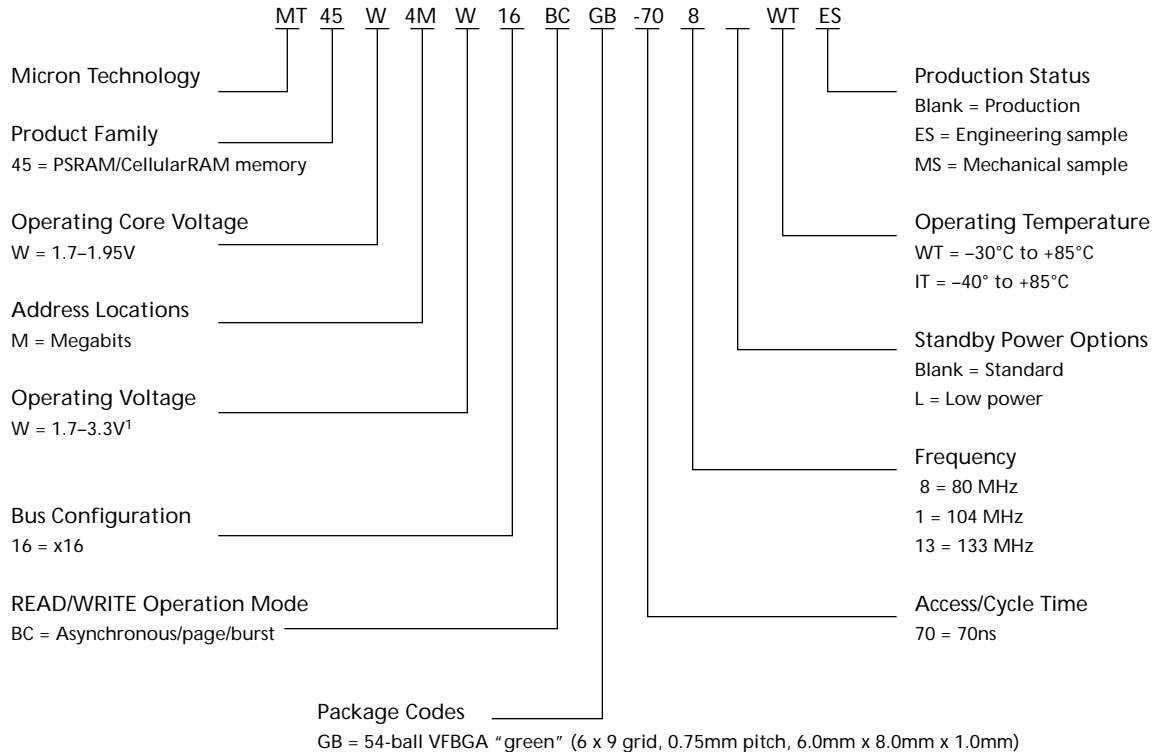 MT 45 W 4M W 16 BC GB -70 8 WT ES
Micron Technology
Product Family
45 = PSRAM/CellularRAM memory
Operating Core Voltage
W = 1.7–1.95V
Address Locations
M = Megabits
Operating Voltage
W = 1.7–3.3V¹
Bus Configuration
16 = x16
READ/WRITE Operation Mode
BC = Asynchronous/page/burst
Package Codes
GB = 54-ball VFBGA “green” (6 x 9 grid, 0.75mm pitch, 6.0mm x 8.0mm x 1.0mm)
Production Status
Blank = Production
ES = Engineering sample
MS = Mechanical sample
Operating Temperature
WT = –30°C to +85°C
IT = –40° to +85°C
Standby Power Options
Blank = Standard
L = Low power
Frequency
8 = 80 MHz
1 = 104 MHz
13 = 133 MHz
Access/Cycle Time
70 = 70ns